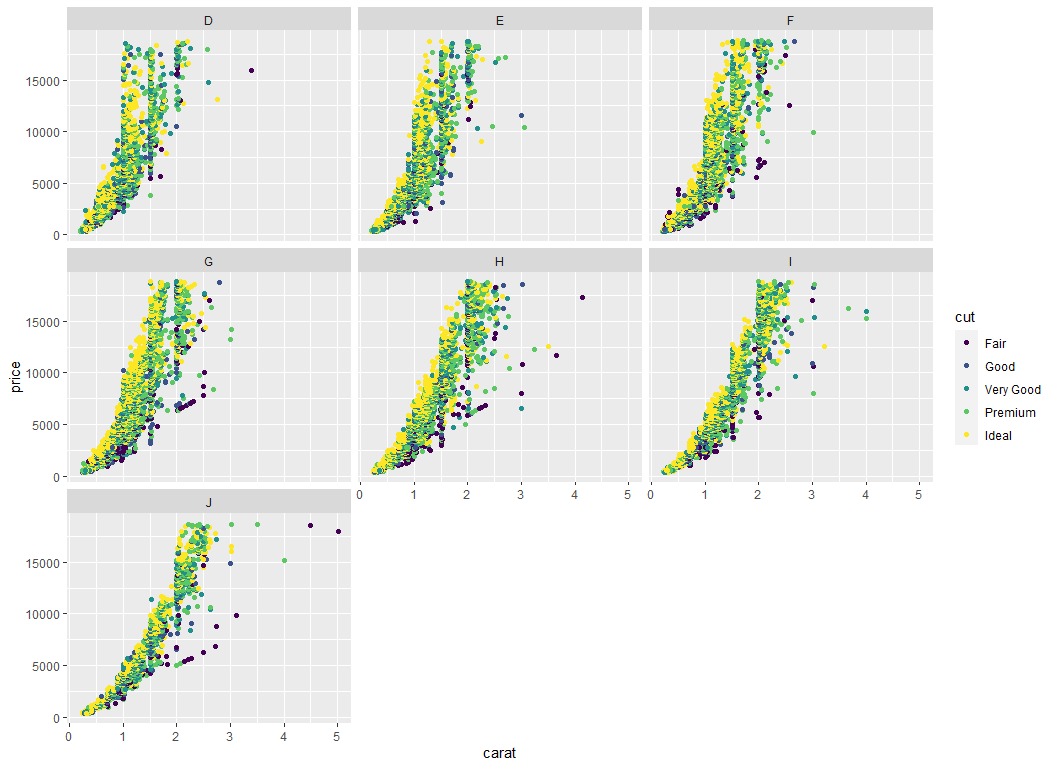 D E F
15000
10000
5000
0
G H I
15000
10000
5000
0
0 1 2 3 4 5 0 1 2 3 4 5
J
15000
10000
5000
0
0 1 2 3 4 5
price
carat
cut
Fair
Good
Very Good
Premium
Ideal